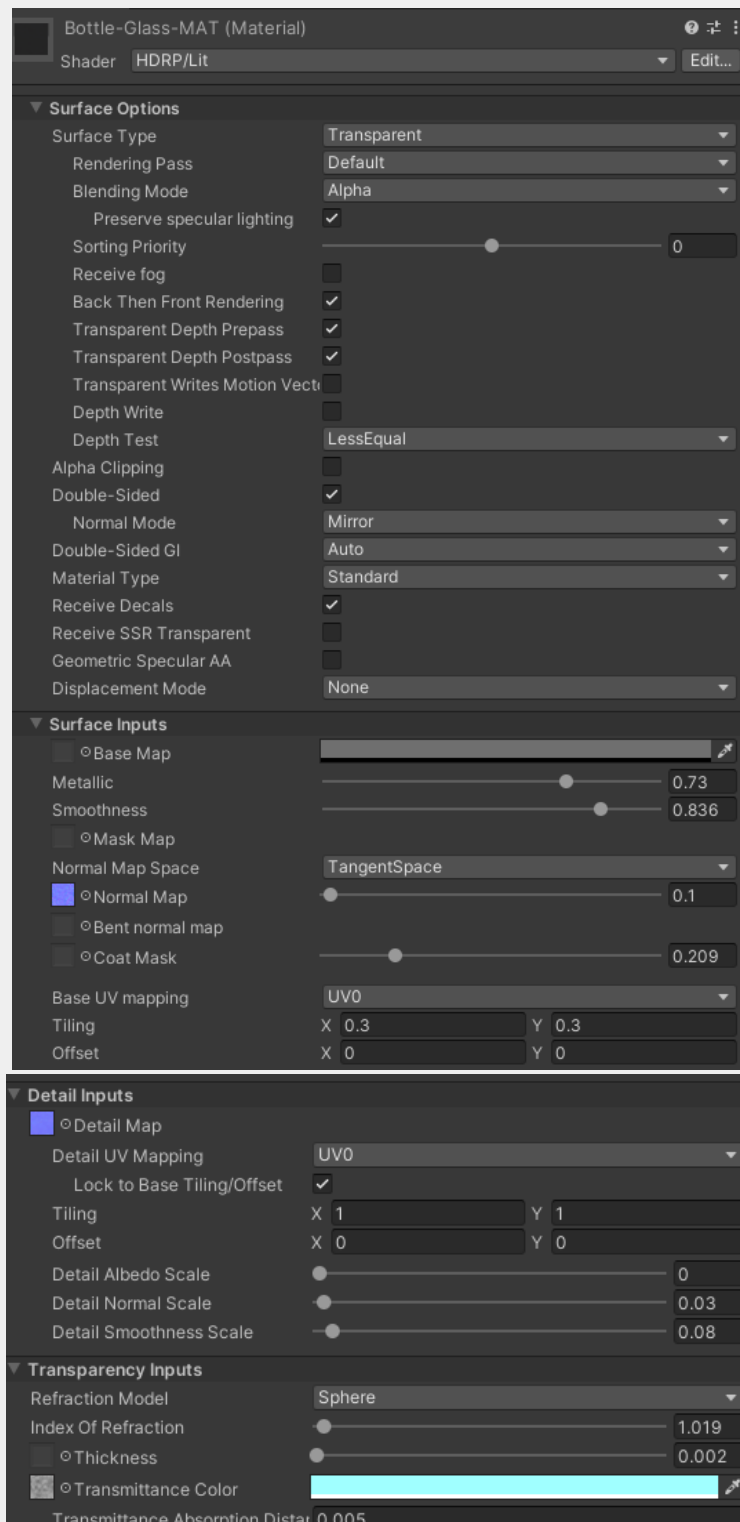 Bottle-Glass-MAT (Material)
Shader HDRP/Lit Edit...
Surface Options
Surface Type Transparent
Rendering Pass Default
Blending Mode Alpha
Preserve specular lighting
Sorting Priority 0
Receive fog
Back Then Front Rendering
Transparent Depth Prepass
Transparent Depth Postpass
Transparent Writes Motion Vect
Depth Write
Depth Test LessEqual
Alpha Clipping
Double-Sided
Normal Mode Mirror
Double-Sided GI Auto
Material Type Standard
Receive Decals
Receive SSR Transparent
Geometric Specular AA
Displacement Mode None
Surface Inputs
Base Map
Metallic 0.73
Smoothness 0.836
Mask Map
Normal Map Space TangentSpace
Normal Map 0.1
Bent normal map
Coat Mask 0.209
Base UV mapping UV0
Tiling X 0.3 Y 0.3
Offset X 0 Y 0
Detail Inputs
Detail Map
Detail UV Mapping UV0
Lock to Base Tiling/Offset
Tiling X 1 Y 1
Offset X 0 Y 0
Detail Albedo Scale 0
Detail Normal Scale 0.03
Detail Smoothness Scale 0.08
Transparency Inputs
Refraction Model Sphere
Index Of Refraction 1.019
Thickness 0.002
Transmittance Color
Transmittance Absorption Distar 0.005